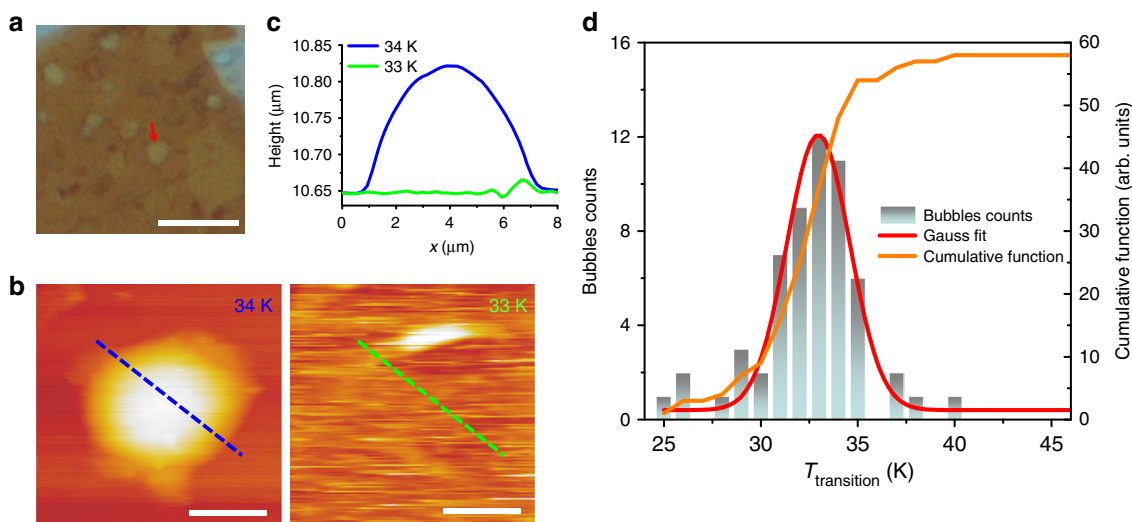 a
c
34 K
33 K
10.85
10.80
10.75
10.70
10.65
Height (μm)
0
2
4
6
8
x (μm)
b
34 K
33 K
d
16
12
8
4
0
Bubbles counts
60
50
40
30
20
10
0
Cumulative function (arb. units)
Bubbles counts
Gauss fit
Cumulative function
25
30
35
40
45
Ttransition (K)